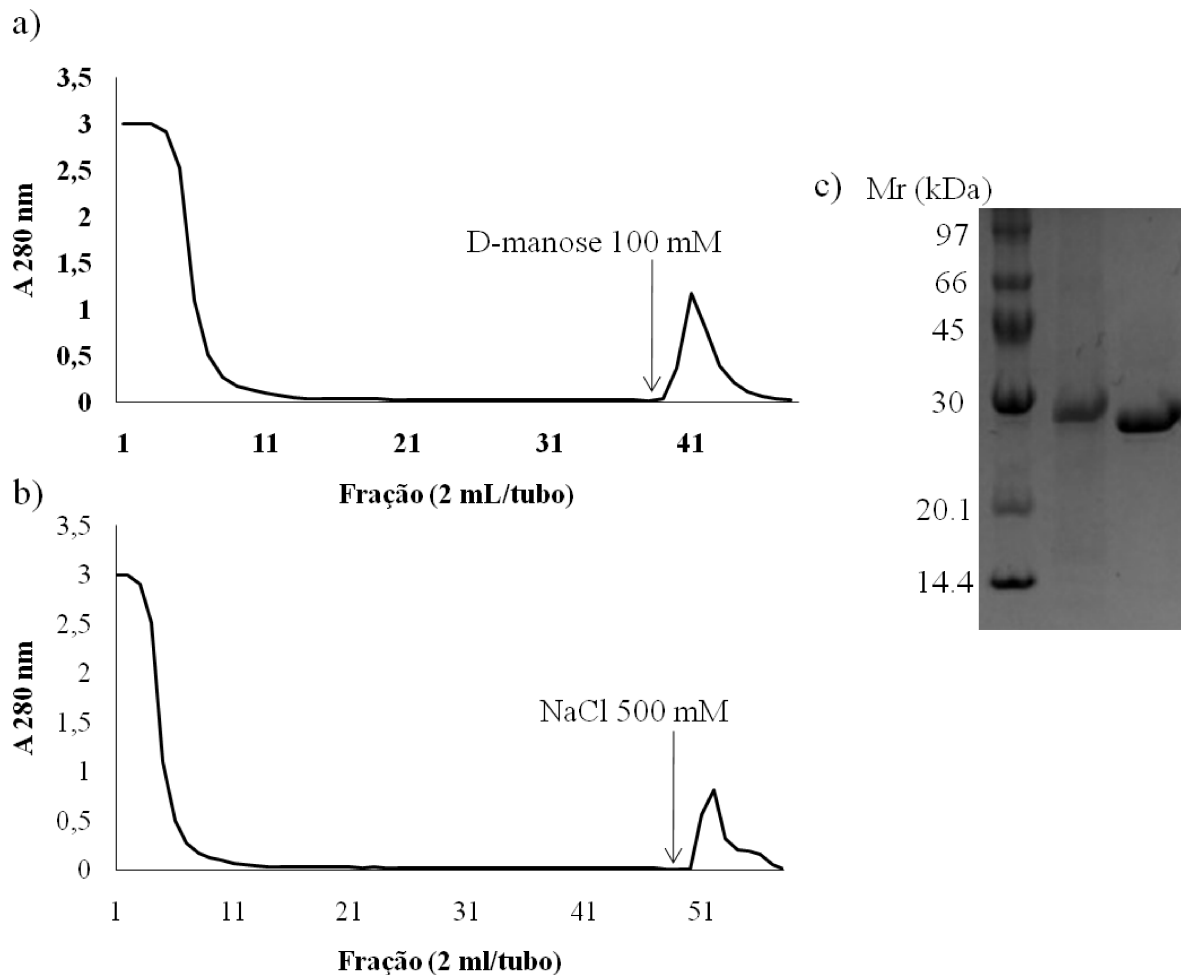 a)
3,5
3
2,5
2
1,5
1
0,5
0
A 280 nm
D-manose 100 mM
1 11 21 31 41
Fração (2 mL/tubo)
b)
3,5
3
2,5
2
1,5
1
0,5
0
A 280 nm
NaCl 500 mM
1 11 21 31 41 51
Fração (2 ml/tubo)
c) Mr (kDa)
97
66
45
30
20.1
14.4